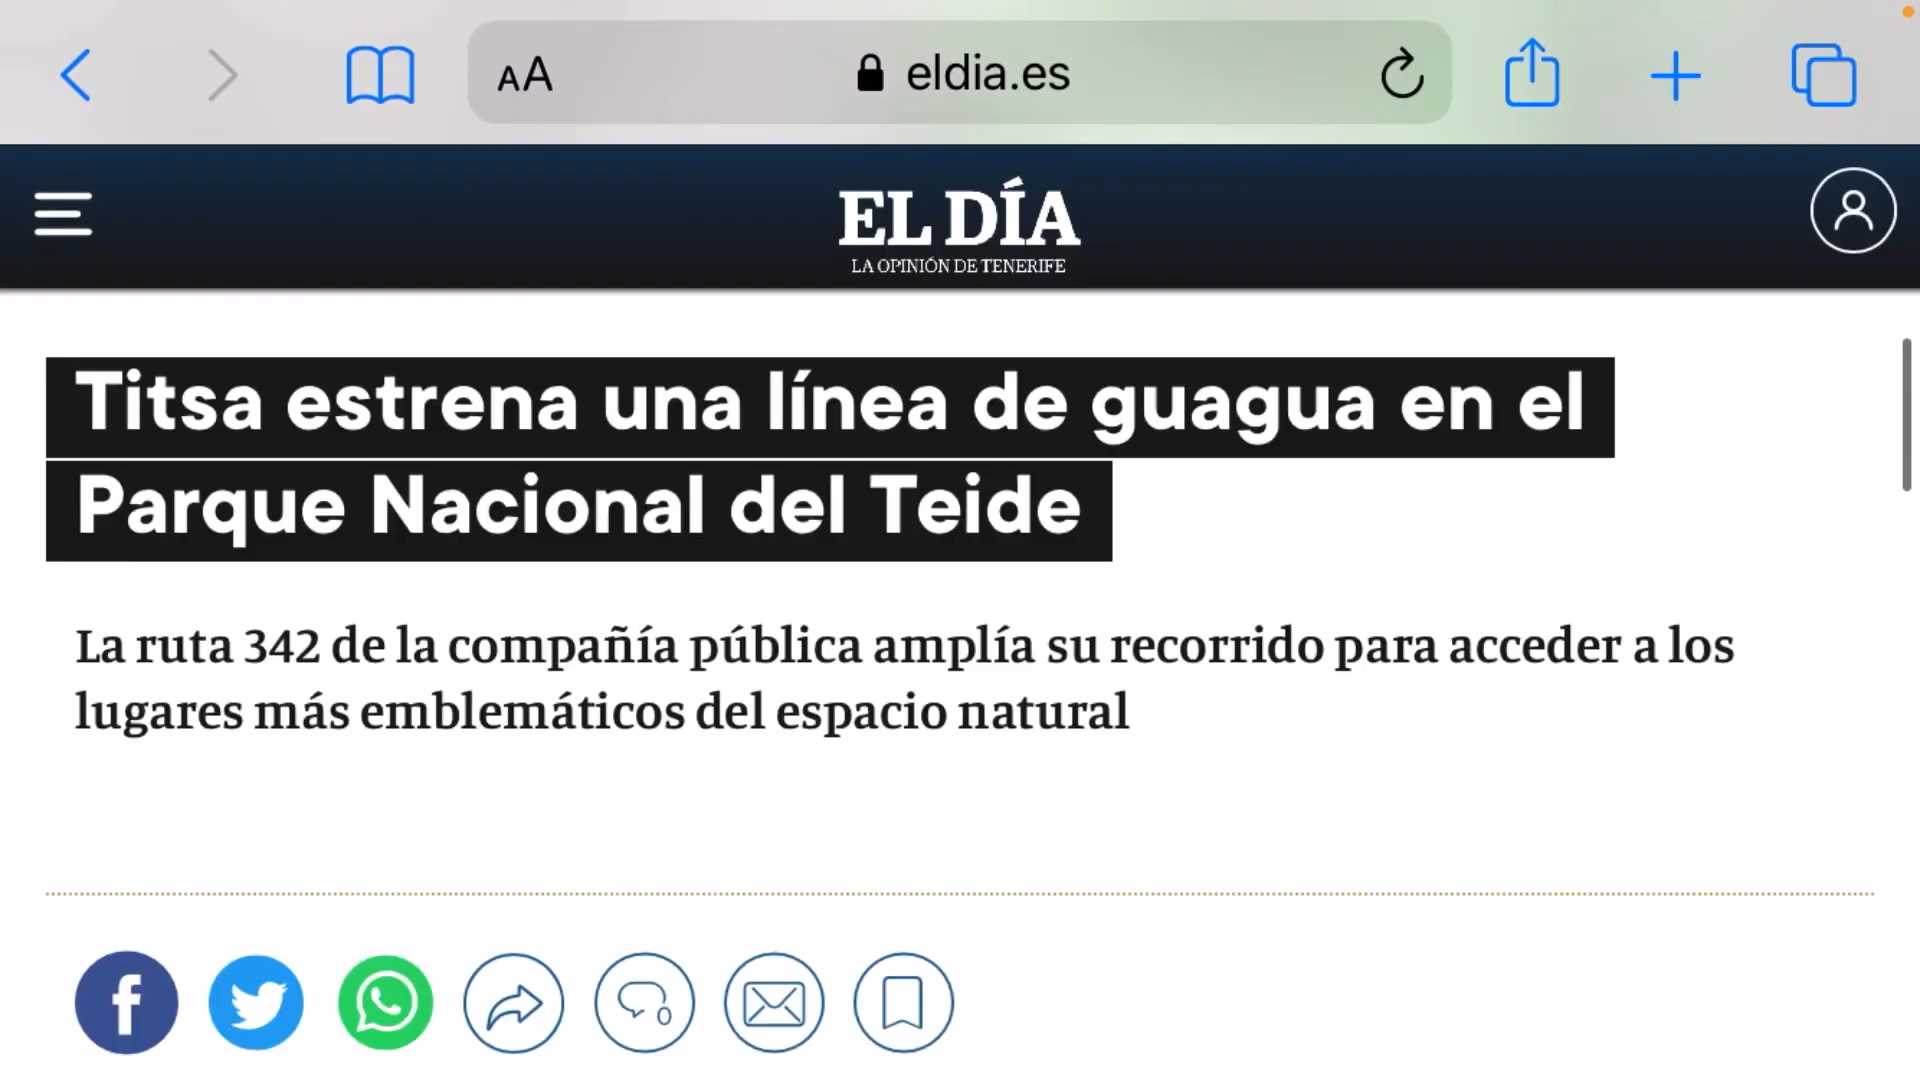 AA
eldia.es
EL DÍA
LA OPINIÓN DE TENERIFE
Titsa estrena una línea de guagua en el
Parque Nacional del Teide
La ruta 342 de la compañía pública amplía su recorrido para acceder a los
lugares más emblemáticos del espacio natural
0